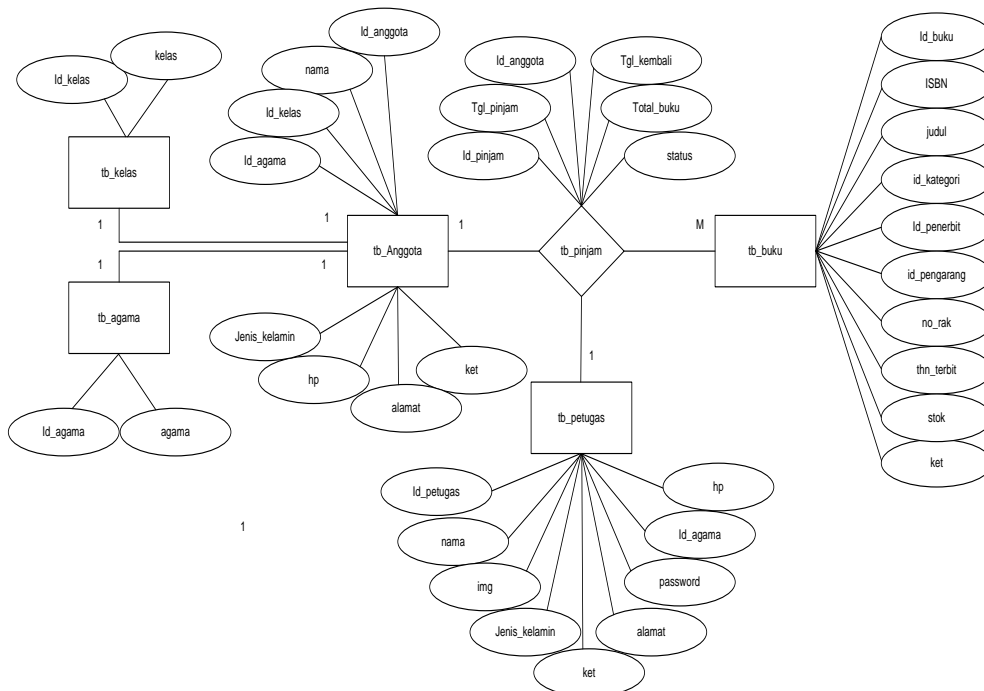 Id_anggota
nama
Id_kelas
Id_agama
kelas
Id_kelas
tb_kelas
1
1
tb_agama
Id_agama
agama
1
1
tb_Anggota
1
Jenis_kelamin
hp
alamat
ket
Id_anggota
Tgl_pinjam
Id_pinjam
Tgl_kembali
Total_buku
status
tb_pinjam
M
tb_buku
Id_buku
ISBN
judul
id_kategori
Id_penerbit
id_pengarang
no_rak
thn_terbit
stok
ket
1
tb_petugas
Id_petugas
nama
img
Jenis_kelamin
ket
alamat
password
Id_agama
hp
1